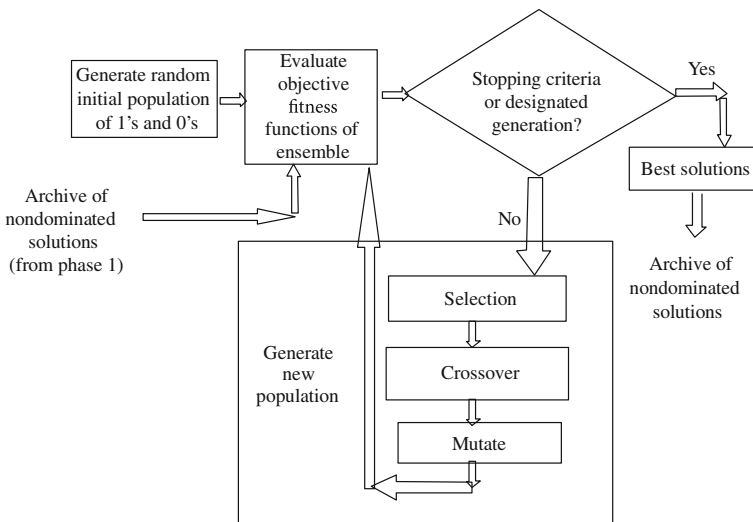 Generate random
initial population
of 1's and 0's
Evaluate
objective
fitness
functions of
ensemble
Stopping criteria
or designated
generation?
Yes
Best solutions
Archive of
nondominated
solutions
Archive of
nondominated
solutions
(from phase 1)
No
Selection
Generate
new
population
Crossover
Mutate